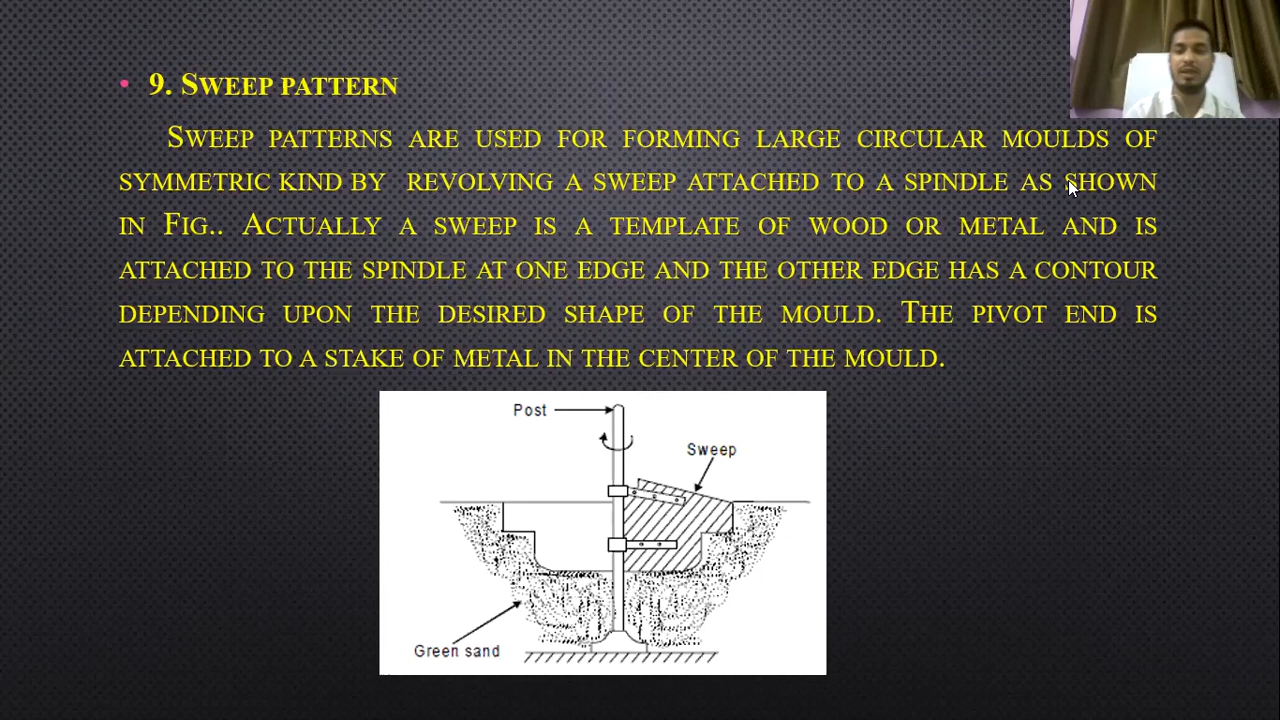 • 9. SWEEP PATTERN
SWEEP PATTERNS ARE USED FOR FORMING LARGE CIRCULAR MOULDS OF
SYMMETRIC KIND BY REVOLVING A SWEEP ATTACHED TO A SPINDLE AS SHOWN
IN FIG.. ACTUALLY A SWEEP IS A TEMPLATE OF WOOD OR METAL AND IS
ATTACHED TO THE SPINDLE AT ONE EDGE AND THE OTHER EDGE HAS A CONTOUR
DEPENDING UPON THE DESIRED SHAPE OF THE MOULD. THE PIVOT END IS
ATTACHED TO A STAKE OF METAL IN THE CENTER OF THE MOULD.
Post
Sweep
Green sand